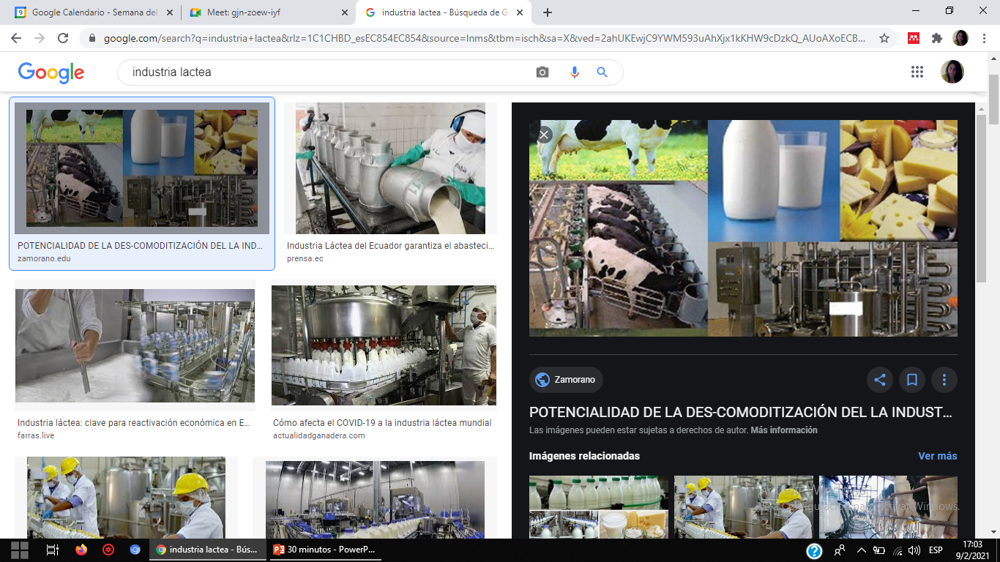 Google Calendario - Semana del
Meet: gjn-zoew-iyf
industria lactea - Búsqueda de G
google.com/search?q=industria+lactea&rlz=1C1CHBD_esEC854EC854&source=lnms&tbm=isch&sa=X&ved=2ahUKEwjC9YWM593uAhXjx1kKHW9cDzkQ_AUoAXoECB...
Google
industria lactea
POTENCIALIDAD DE LA DES-COMODITIZACIÓN DEL LA IND...
zamorano.edu
Industria Láctea del Ecuador garantiza el abasteci...
prensa.ec
Industria láctea: clave para reactivación económica en E...
farras.live
Cómo afecta el COVID-19 a la industria láctea mundial
actualidadganadera.com
Zamorano
POTENCIALIDAD DE LA DES-COMODITIZACIÓN DEL LA INDUST...
Las imágenes pueden estar sujetas a derechos de autor. Más información
Imágenes relacionadas
Ver más
Windows.
industria lactea - Bús...
30 minutos - PowerP...
ESP
17:03
9/2/2021